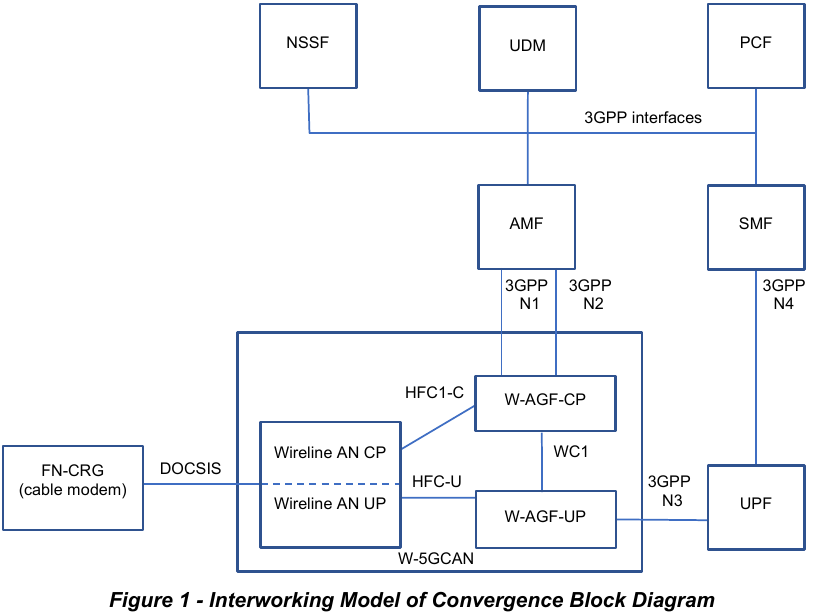 NSSF
UDM
PCF
3GPP interfaces
AMF
SMF
3GPP
N1
3GPP
N2
3GPP
N4
HFC1-C
W-AGF-CP
Wireline AN CP
WC1
FN-CRG
(cable modem)
DOCSIS
HFC-U
3GPP
N3
Wireline AN UP
W-AGF-UP
UPF
W-5GCAN
Figure 1 - Interworking Model of Convergence Block Diagram